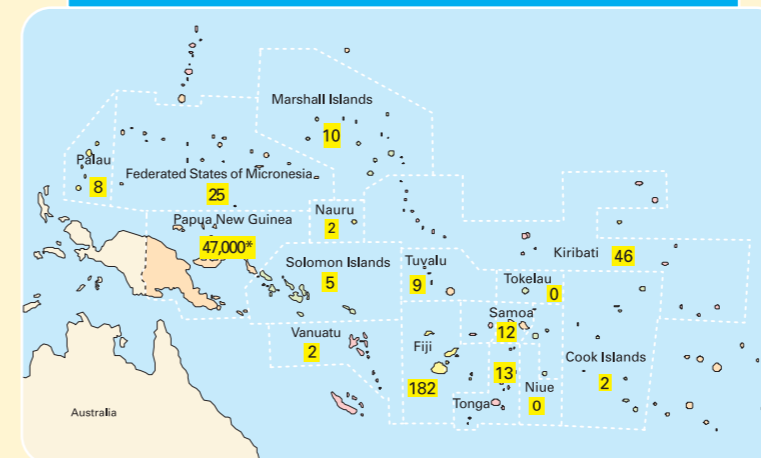 Marshall Islands
10
Palau
8
Federated States of Micronesia
25
Papua New Guinea
47,000*
Nauru
2
Solomon Islands
5
Tuvalu
9
Kiribati
46
Tokelau
0
Samoa
12
Vanuatu
2
Fiji
182
13
Tonga
Niue
0
Cook Islands
2
Australia